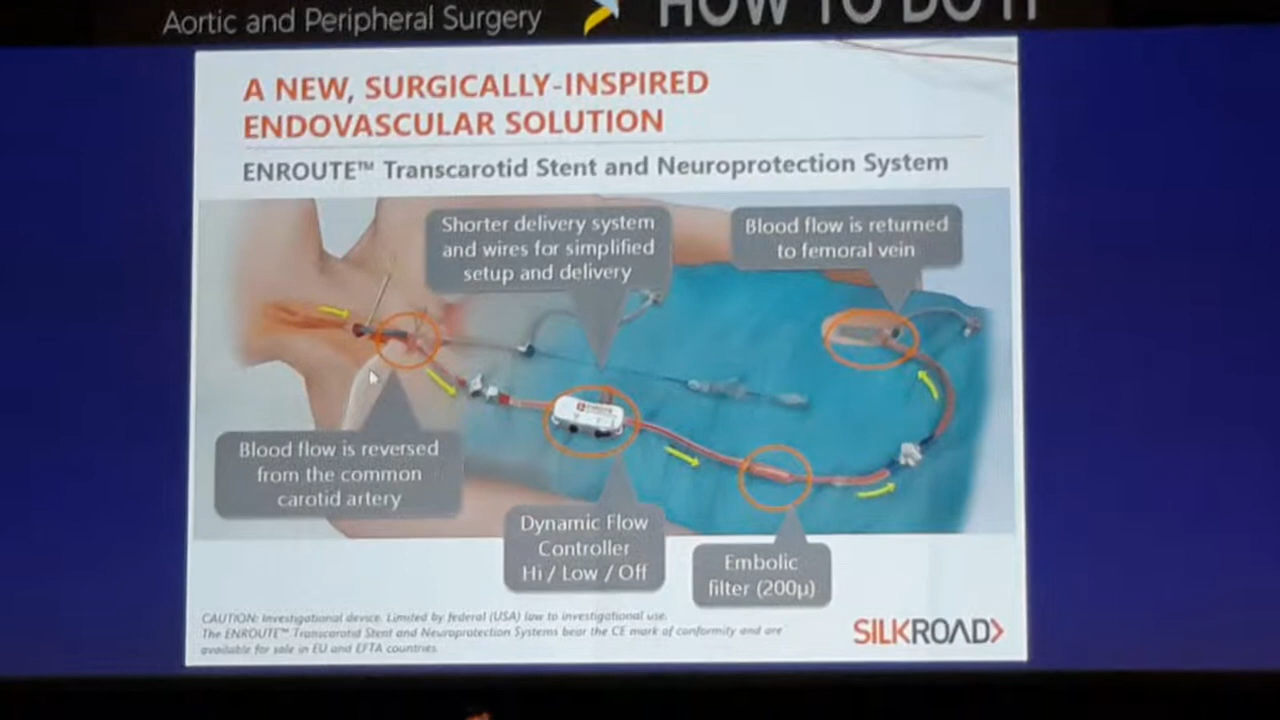 Aortic and Peripheral Surgery
HOW TO DO IT
A NEW, SURGICALLY-INSPIRED
ENDOVASCULAR SOLUTION
ENROUTE™ Transcarotid Stent and Neuroprotection System
Shorter delivery system
and wires for simplified
setup and delivery
Blood flow is returned
to femoral vein
Blood flow is reversed
from the common
carotid artery
Dynamic Flow
Controller
Hi / Low / Off
Embolic
filter (200µ)
CAUTION: Investigational device. Limited by federal (USA) law to investigational use.
The ENROUTE™ Transcarotid Stent and Neuroprotection Systems bear the CE mark of conformity and are
available for sale in EU and EFTA countries.
SILKROAD